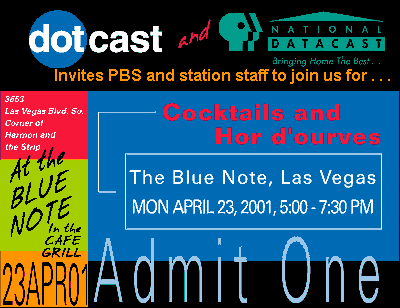 dotcast and NATIONAL
DATACAST
Bringing Home The Best...
Invites PBS and station staff to join us for . . .
3663
Las Vegas Blvd. So.
Corner of
Harmon and
the Strip
Cocktails and
Hor d'ourves
At the
BLUE
NOTE
In the
CAFE
GRILL
The Blue Note, Las Vegas
MON APRIL 23, 2001, 5:00 - 7:30 PM
23APR01
Admit One